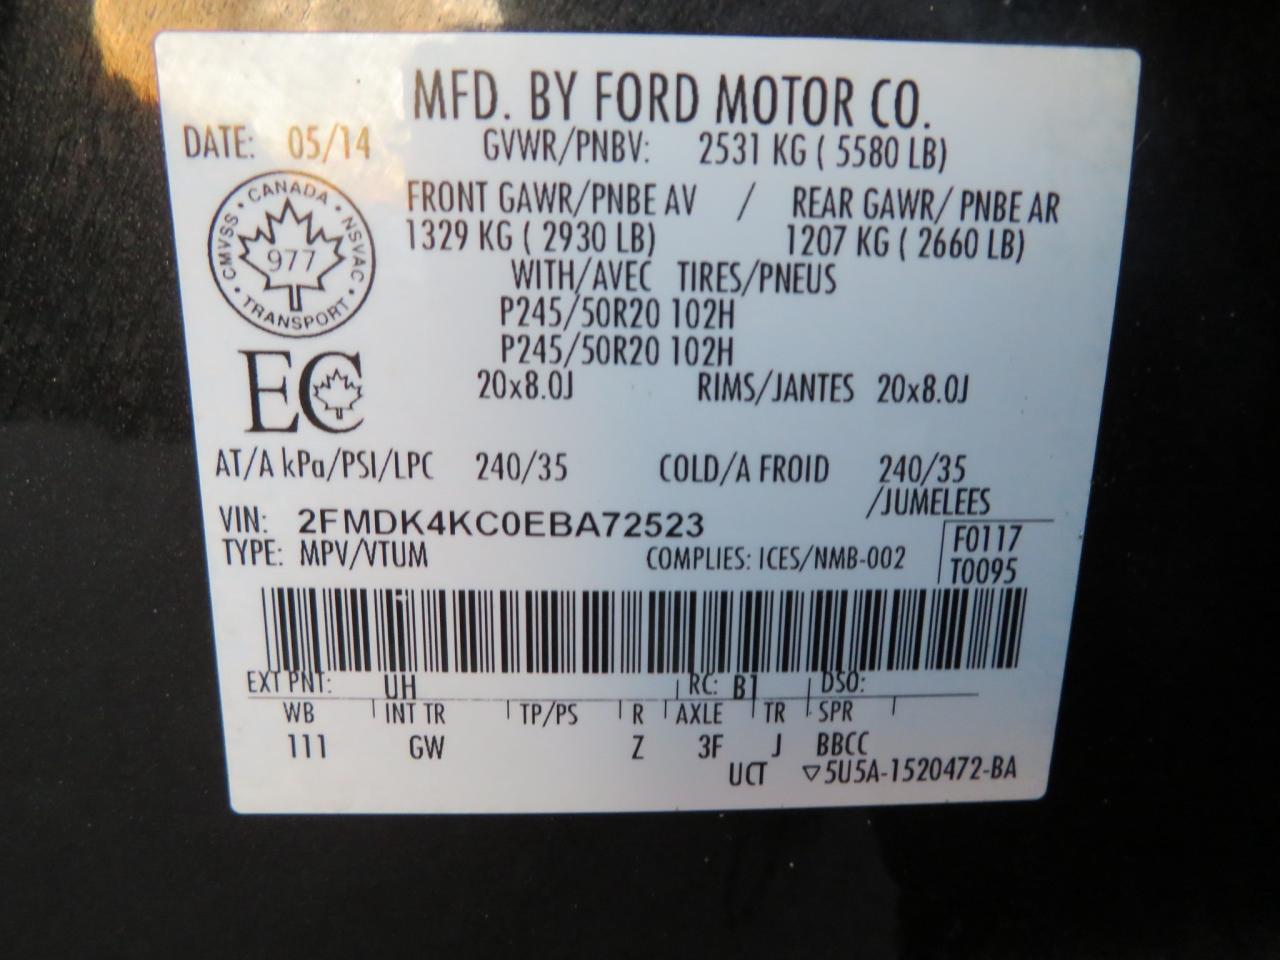 MFD. BY FORD MOTOR CO.
DATE: 05/14 GVWR/PNBV: 2531 KG ( 5580 LB)
FRONT GAWR/PNBE AV / REAR GAWR/ PNBE AR
1329 KG ( 2930 LB) 1207 KG ( 2660 LB)
WITH/AVEC TIRES/PNEUS
P245/50R20 102H
P245/50R20 102H
20x8.0J RIMS/JANTES 20x8.0J
CANADA
CMVSS 977 NSVAC
TRANSPORT
EC
AT/A kPa/PSI/LPC 240/35 COLD/A FROID 240/35
/JUMELEES
VIN: 2FMDK4KC0EBA72523
F0117
TYPE: MPV/VTUM COMPLIES: ICES/NMB-002
T0095
EXT PNT: UH RC: B1 DSO:
WB INT TR TP/PS R AXLE TR SPR
111 GW Z 3F J BBCC
UCT ▽5U5A-1520472-BA